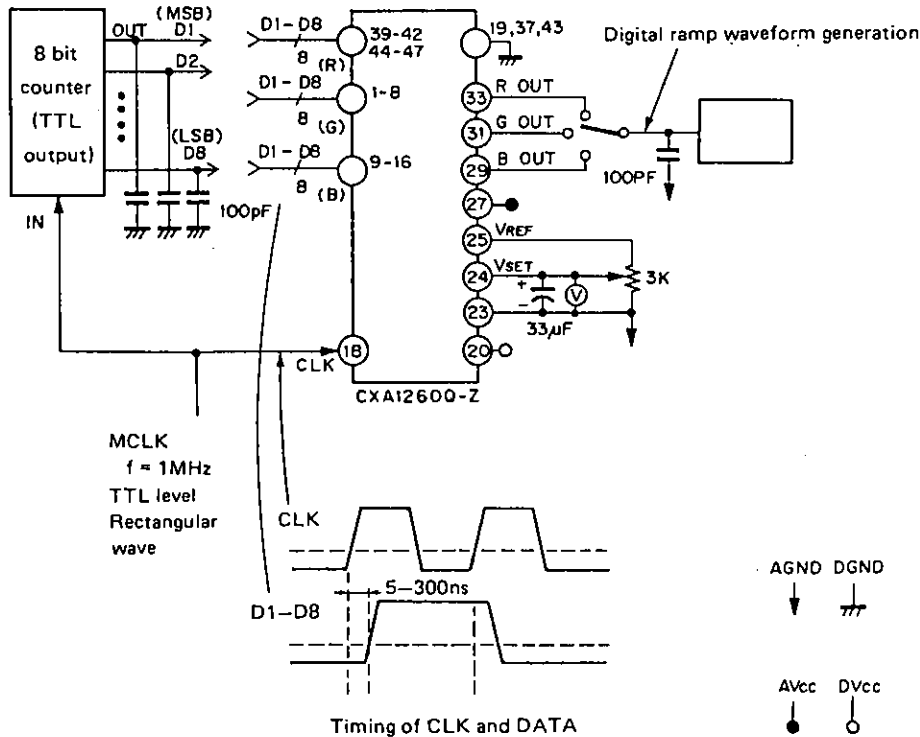 8 bit
counter
(TTL
output)
IN
OUT
(MSB)
D1
D2
(LSB)
D8
100pF
D1–D8
8
(R)
D1–D8
8
(G)
D1–D8
8
(B)
39-42
44-47
1-8
9-16
18
CLK
19,37,43
33
R OUT
31
G OUT
29
B OUT
27
25
VREF
24
VSET
23
20
+
−
33µF
V
3K
Digital ramp waveform generation
100PF
CXA1260Q-Z
MCLK
f = 1MHz
TTL level
Rectangular
wave
CLK
5–300ns
D1–D8
Timing of CLK and DATA
AGND DGND
AVcc DVcc